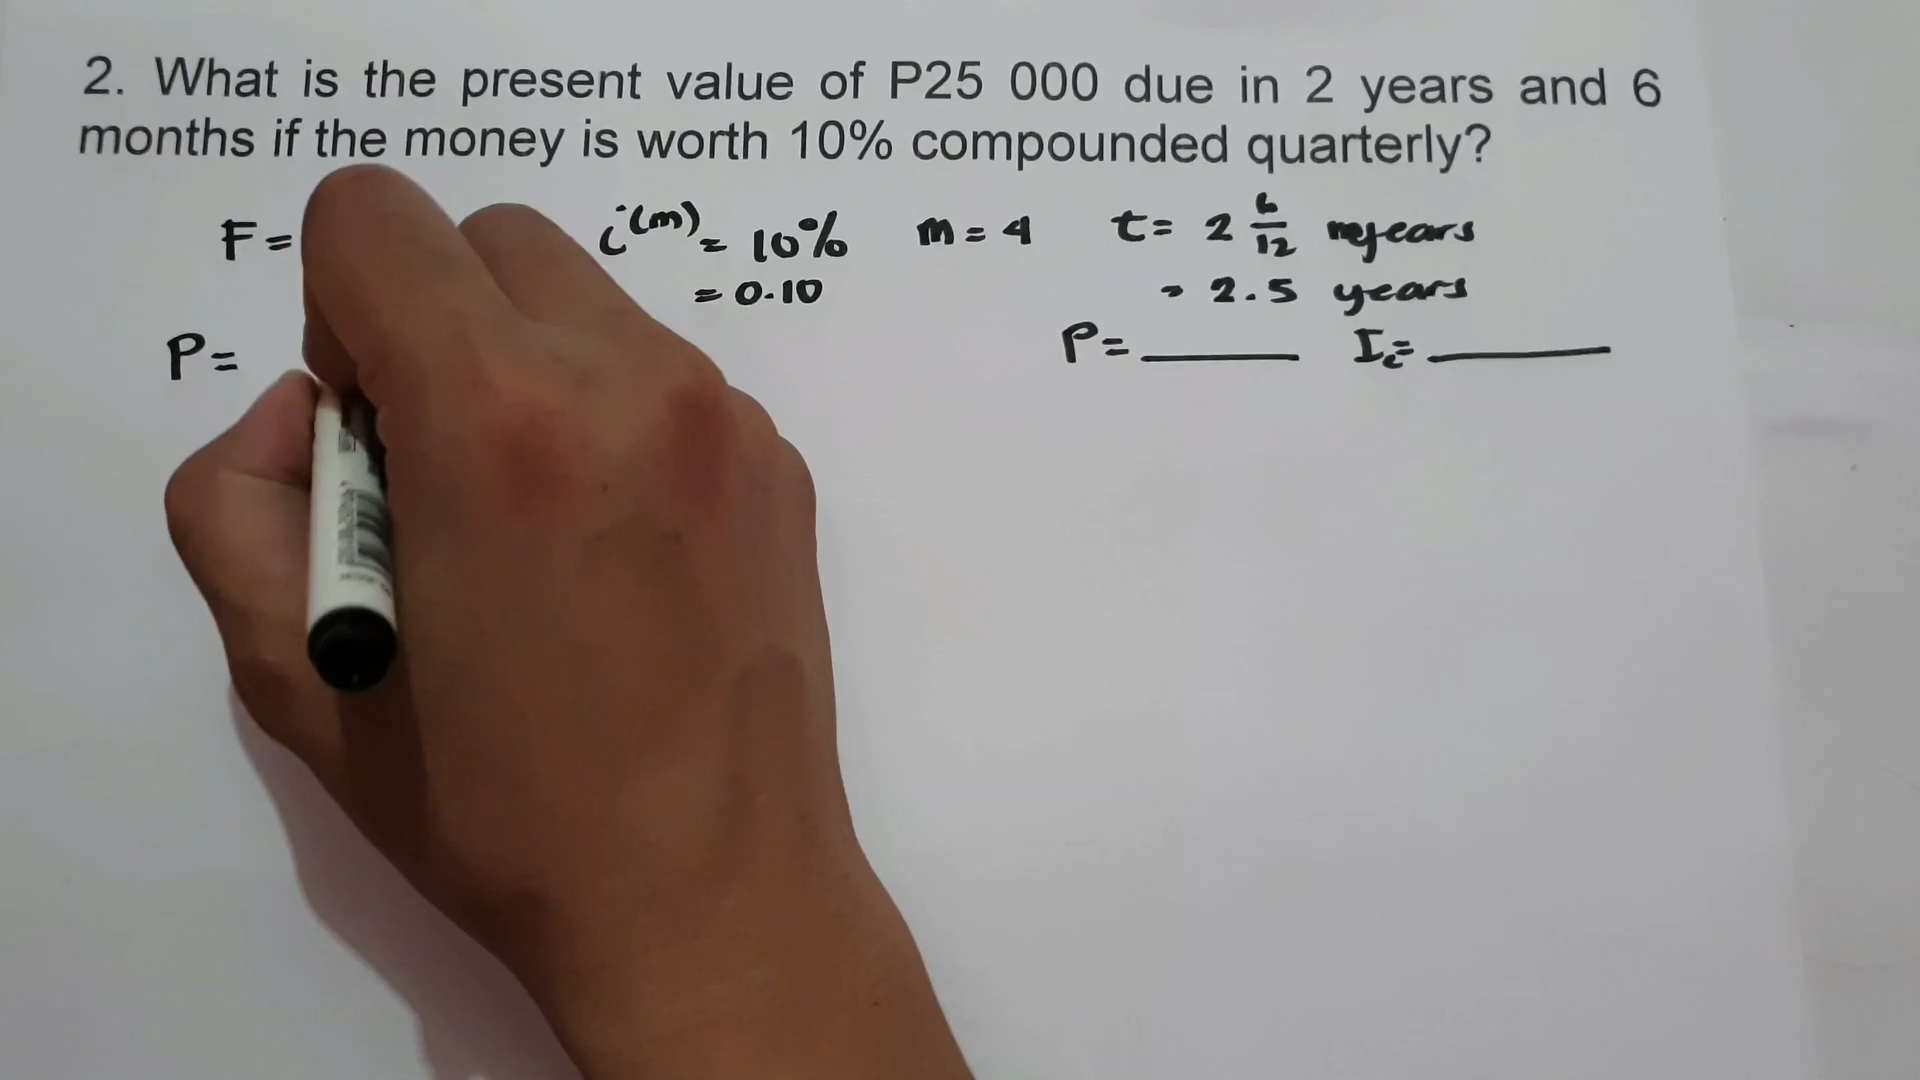 2. What is the present value of P25 000 due in 2 years and 6
months if the money is worth 10% compounded quarterly?
F= i(m) = 10% m = 4 t= 2 6/12 years
= 0.10 = 2.5 years
P= P= ______ Ic= ______